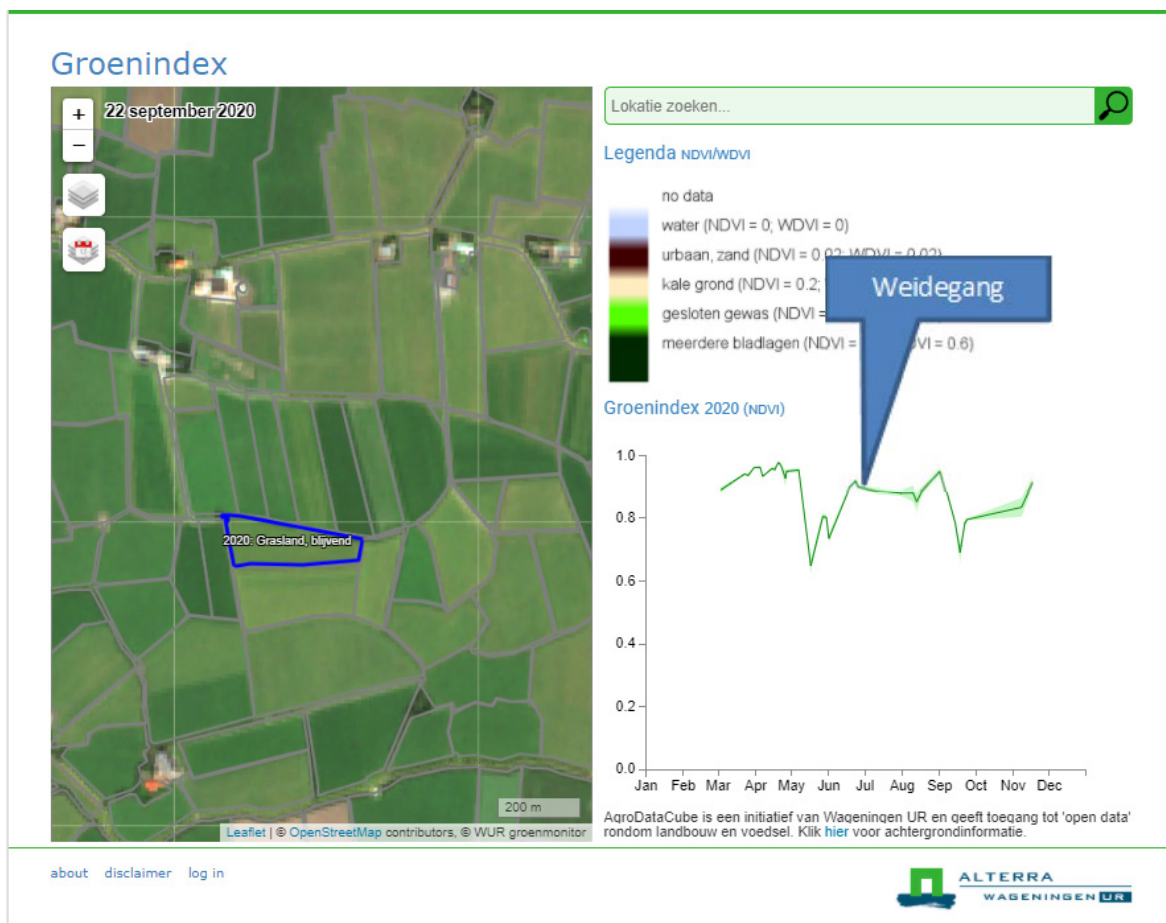 Groenindex
+
22 september 2020
−
2020: Grasland, blijvend
200 m
Leaflet | © OpenStreetMap contributors, © WUR groenmonitor
Lokatie zoeken...
Legenda NDVI/WDVI
no data
water (NDVI = 0; WDVI = 0)
urbaan, zand (NDVI = 0.02; WDVI = 0.02)
kale grond (NDVI = 0.2;
gesloten gewas (NDVI =
meerdere bladlagen (NDVI = VI = 0.6)
Weidegang
Groenindex 2020 (NDVI)
1.0
0.8
0.6
0.4
0.2
0.0
Jan Feb Mar Apr May Jun Jul Aug Sep Oct Nov Dec
AgroDataCube is een initiatief van Wageningen UR en geeft toegang tot 'open data'
rondom landbouw en voedsel. Klik hier voor achtergrondinformatie.
about disclaimer log in
ALTERRA
WAGENINGEN UR